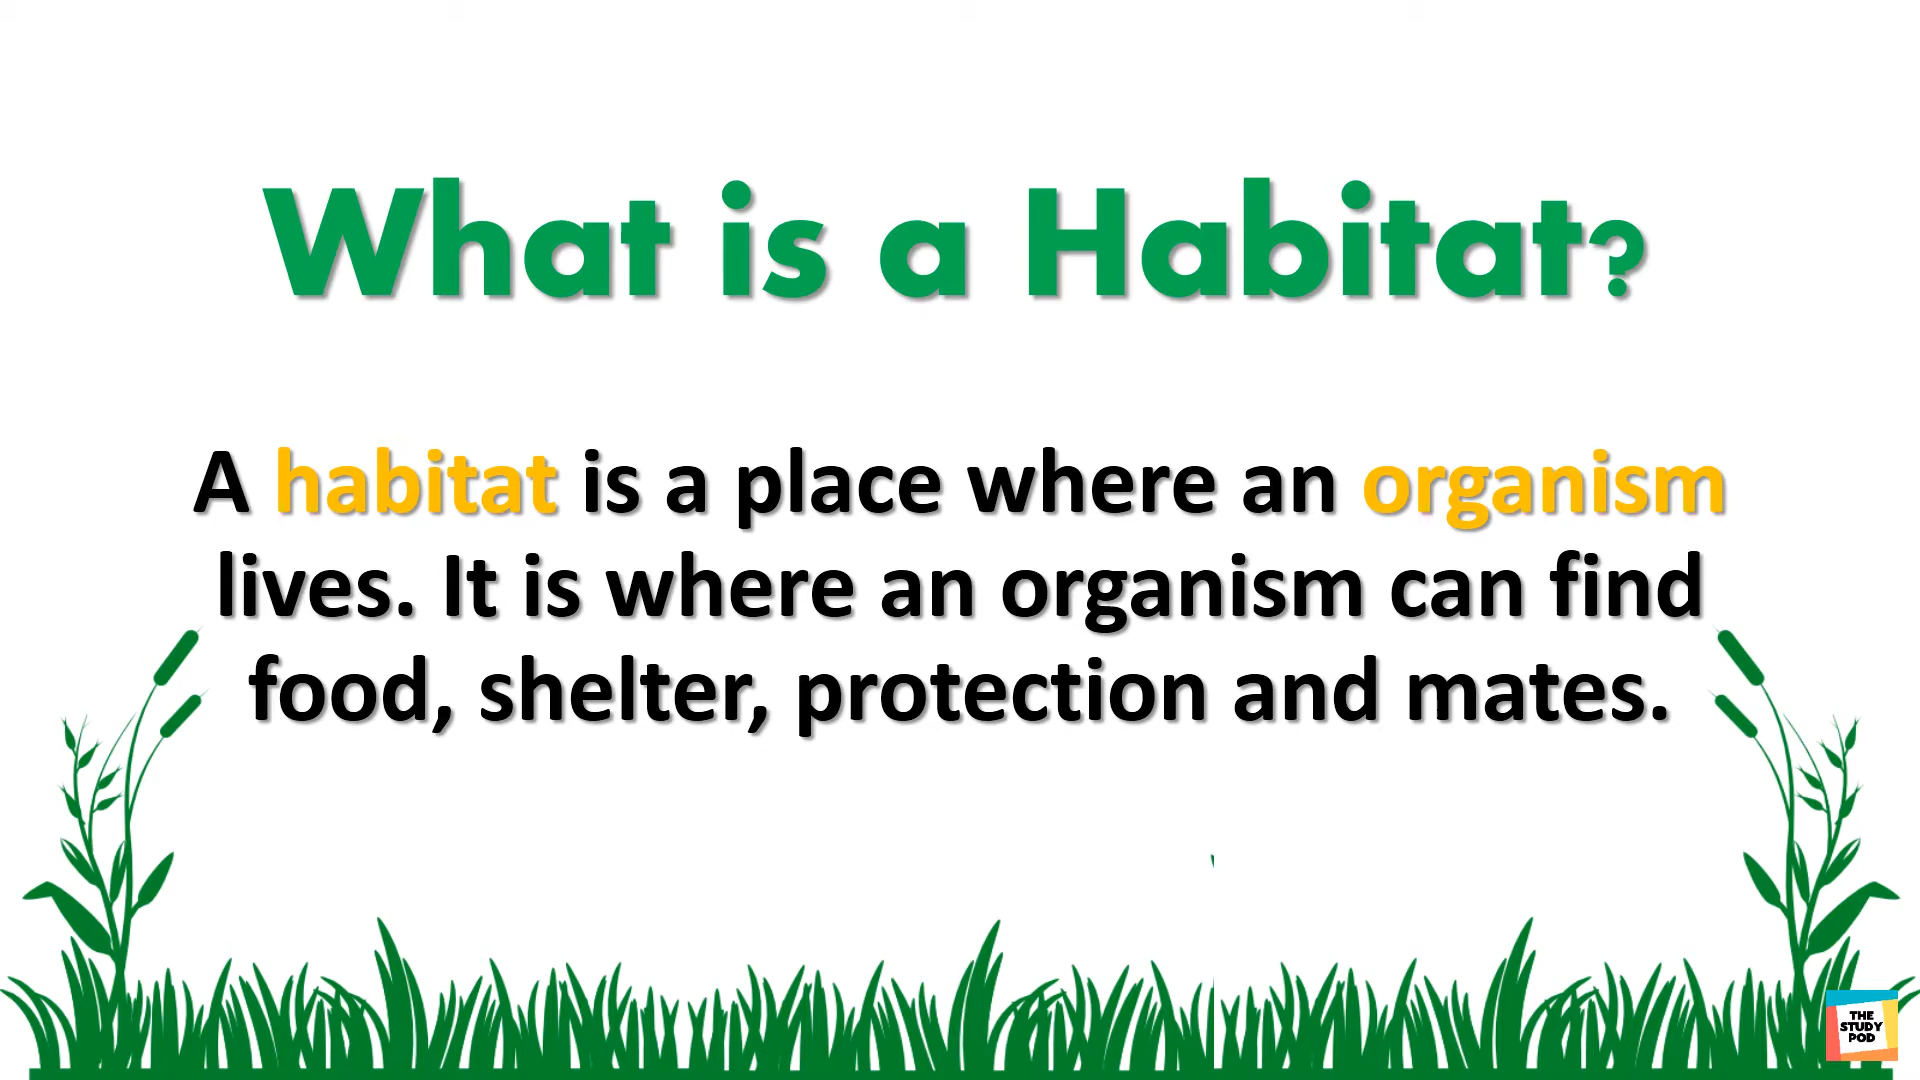 What is a Habitat?
A habitat is a place where an organism
lives. It is where an organism can find
food, shelter, protection and mates.
THE
STUDY
POD